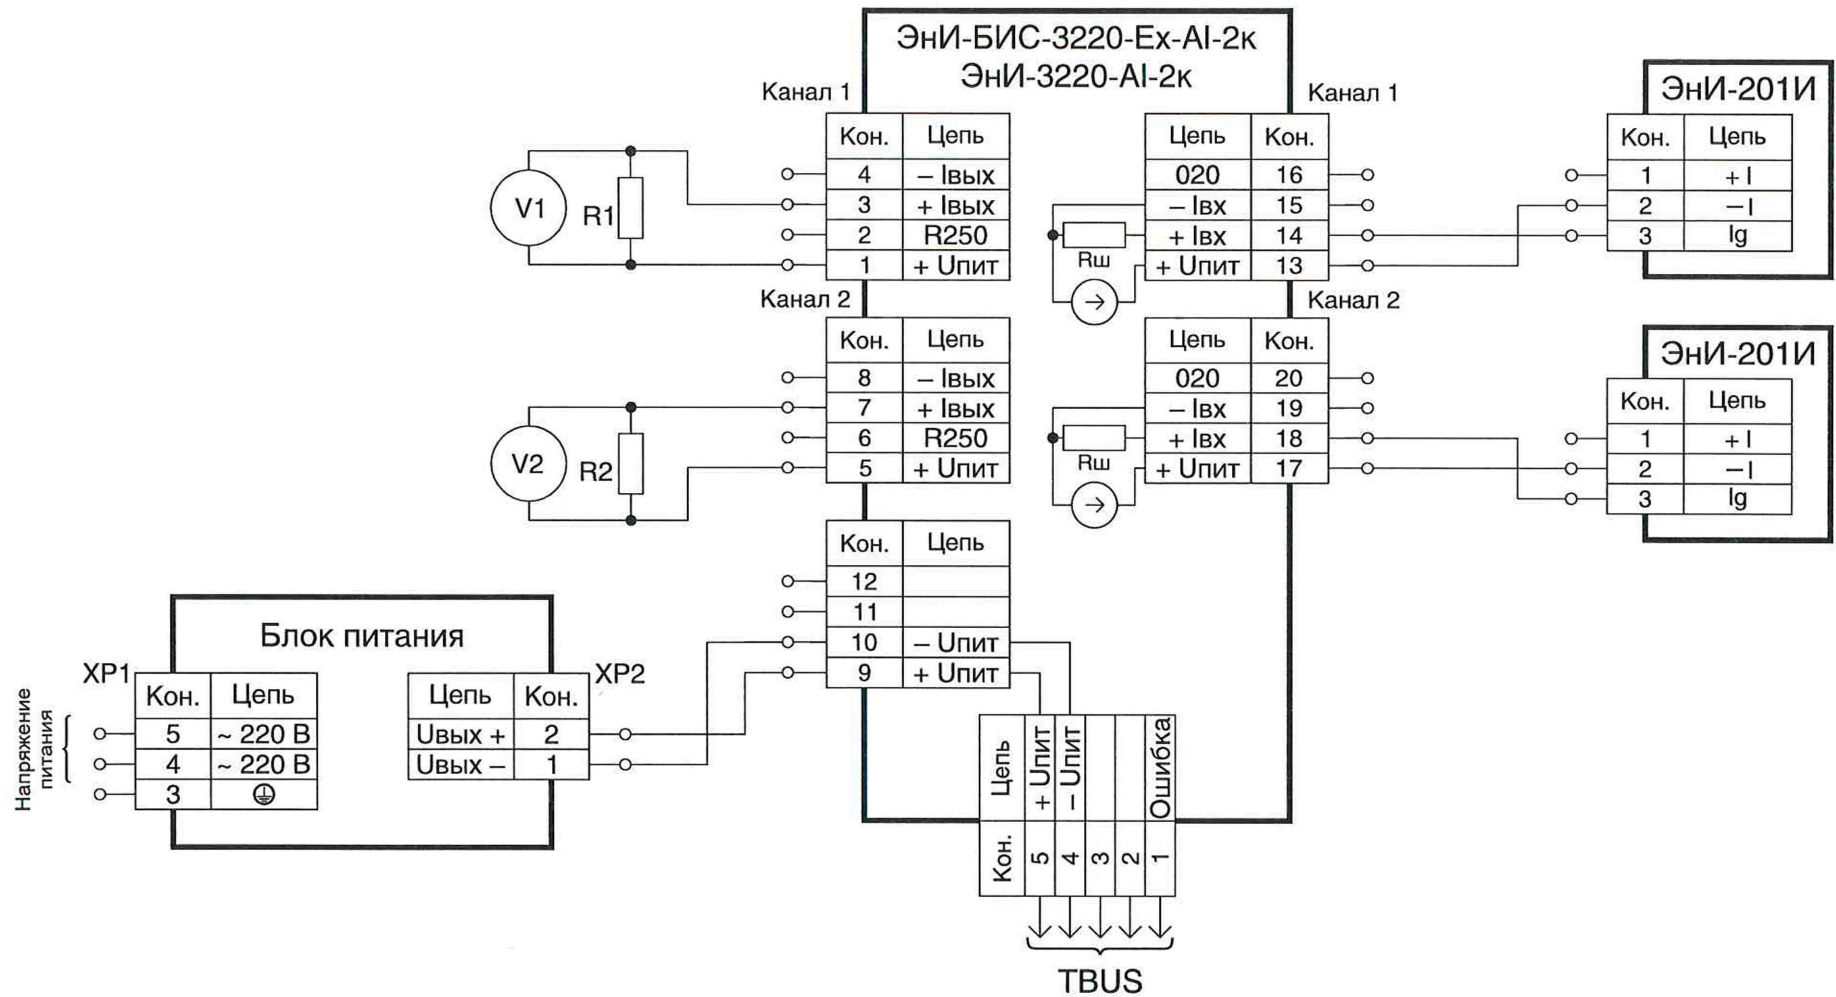 ЭнИ-БИС-3220-Ex-AI-2к
ЭнИ-3220-AI-2к
Канал 1
Кон. Цепь
4 – Iвых
3 + Iвых
2 R250
1 + Uпит
V1
R1
Канал 2
Кон. Цепь
8 – Iвых
7 + Iвых
6 R250
5 + Uпит
V2
R2
Кон. Цепь
12
11
10 – Uпит
9 + Uпит
Канал 1
Цепь Кон.
020 16
– Iвх 15
+ Iвх 14
+ Uпит 13
Rш
Канал 2
Цепь Кон.
020 20
– Iвх 19
+ Iвх 18
+ Uпит 17
Rш
ЭнИ-201И
Кон. Цепь
1 + I
2 – I
3 Ig
ЭнИ-201И
Кон. Цепь
1 + I
2 – I
3 Ig
Блок питания
XP1
Кон. Цепь
5 ~ 220 В
4 ~ 220 В
3
Напряжение
питания
XP2
Цепь Кон.
Uвых + 2
Uвых – 1
Цепь + Uпит – Uпит Ошибка
Кон. 5 4 3 2 1
TBUS